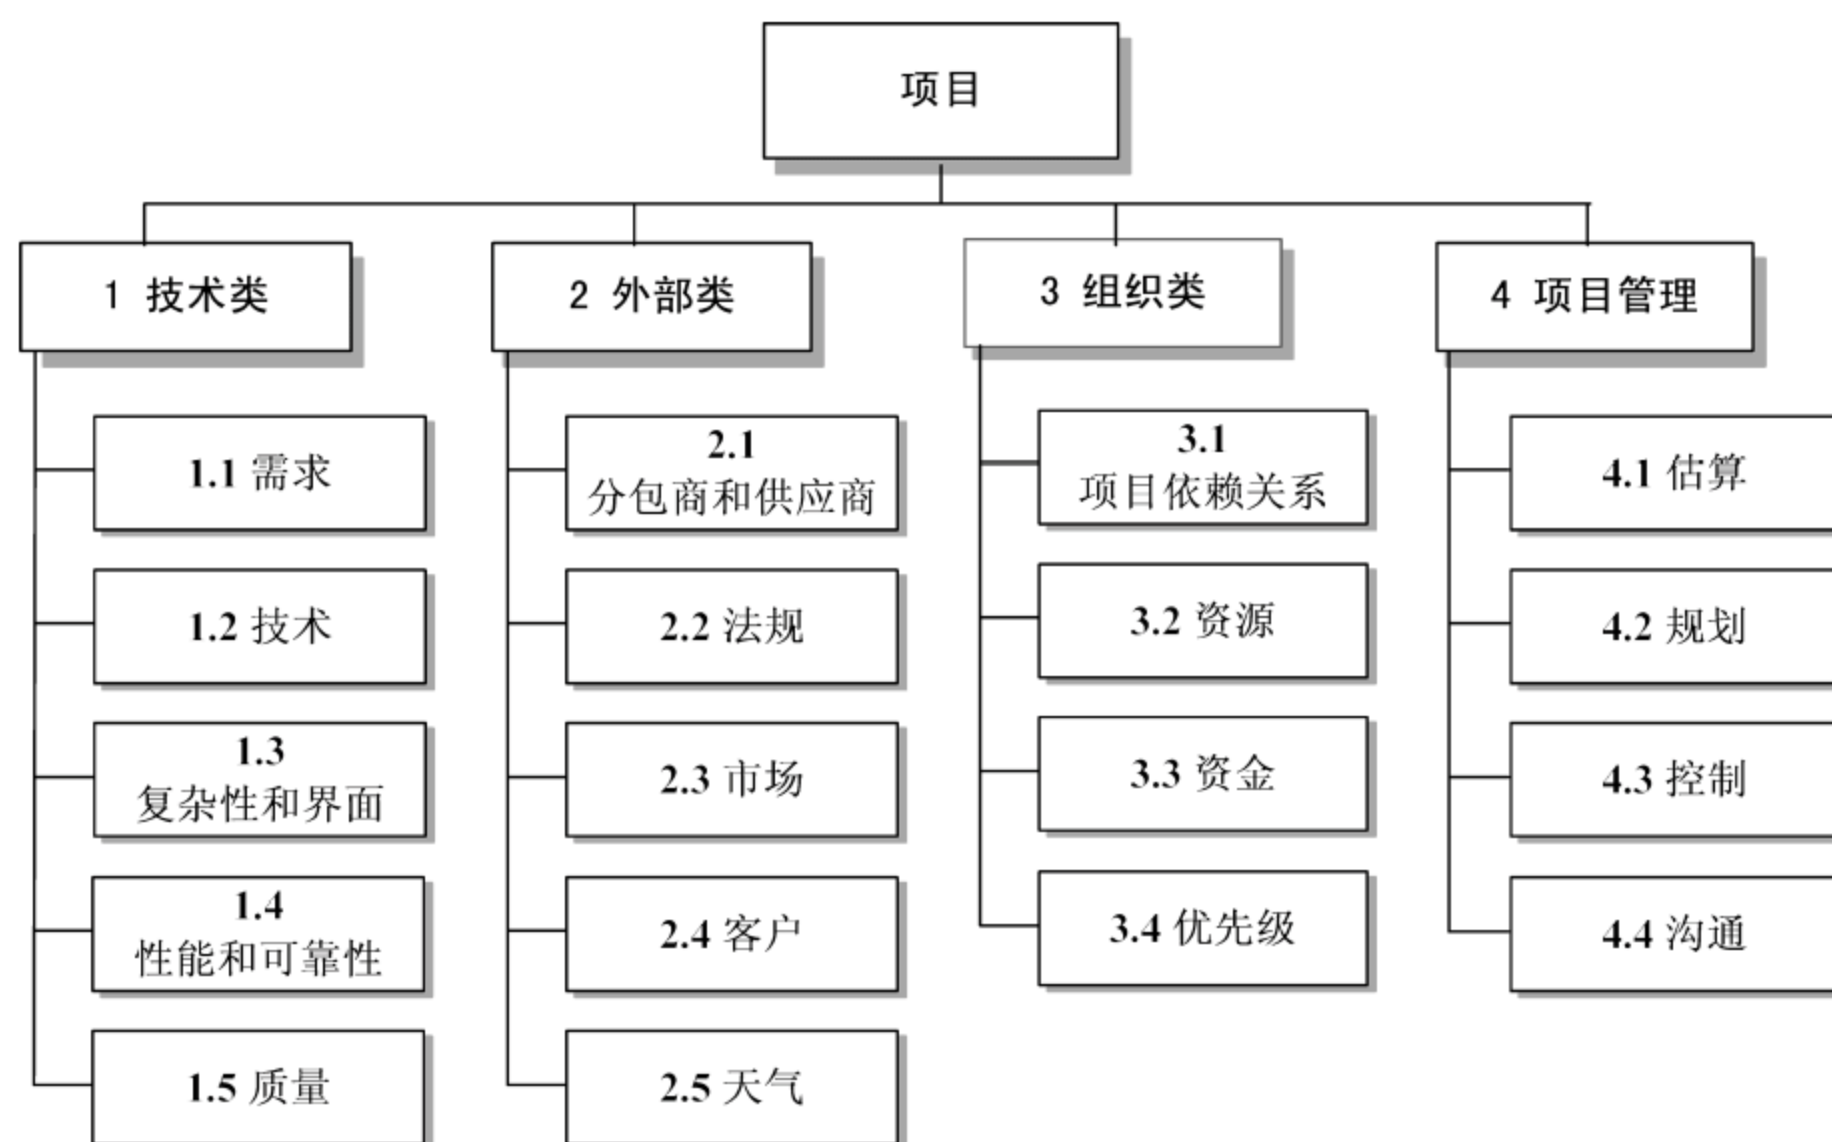 项目
1 技术类
2 外部类
3 组织类
4 项目管理
1.1 需求
1.2 技术
1.3
复杂性和界面
1.4
性能和可靠性
1.5 质量
2.1
分包商和供应商
2.2 法规
2.3 市场
2.4 客户
2.5 天气
3.1
项目依赖关系
3.2 资源
3.3 资金
3.4 优先级
4.1 估算
4.2 规划
4.3 控制
4.4 沟通